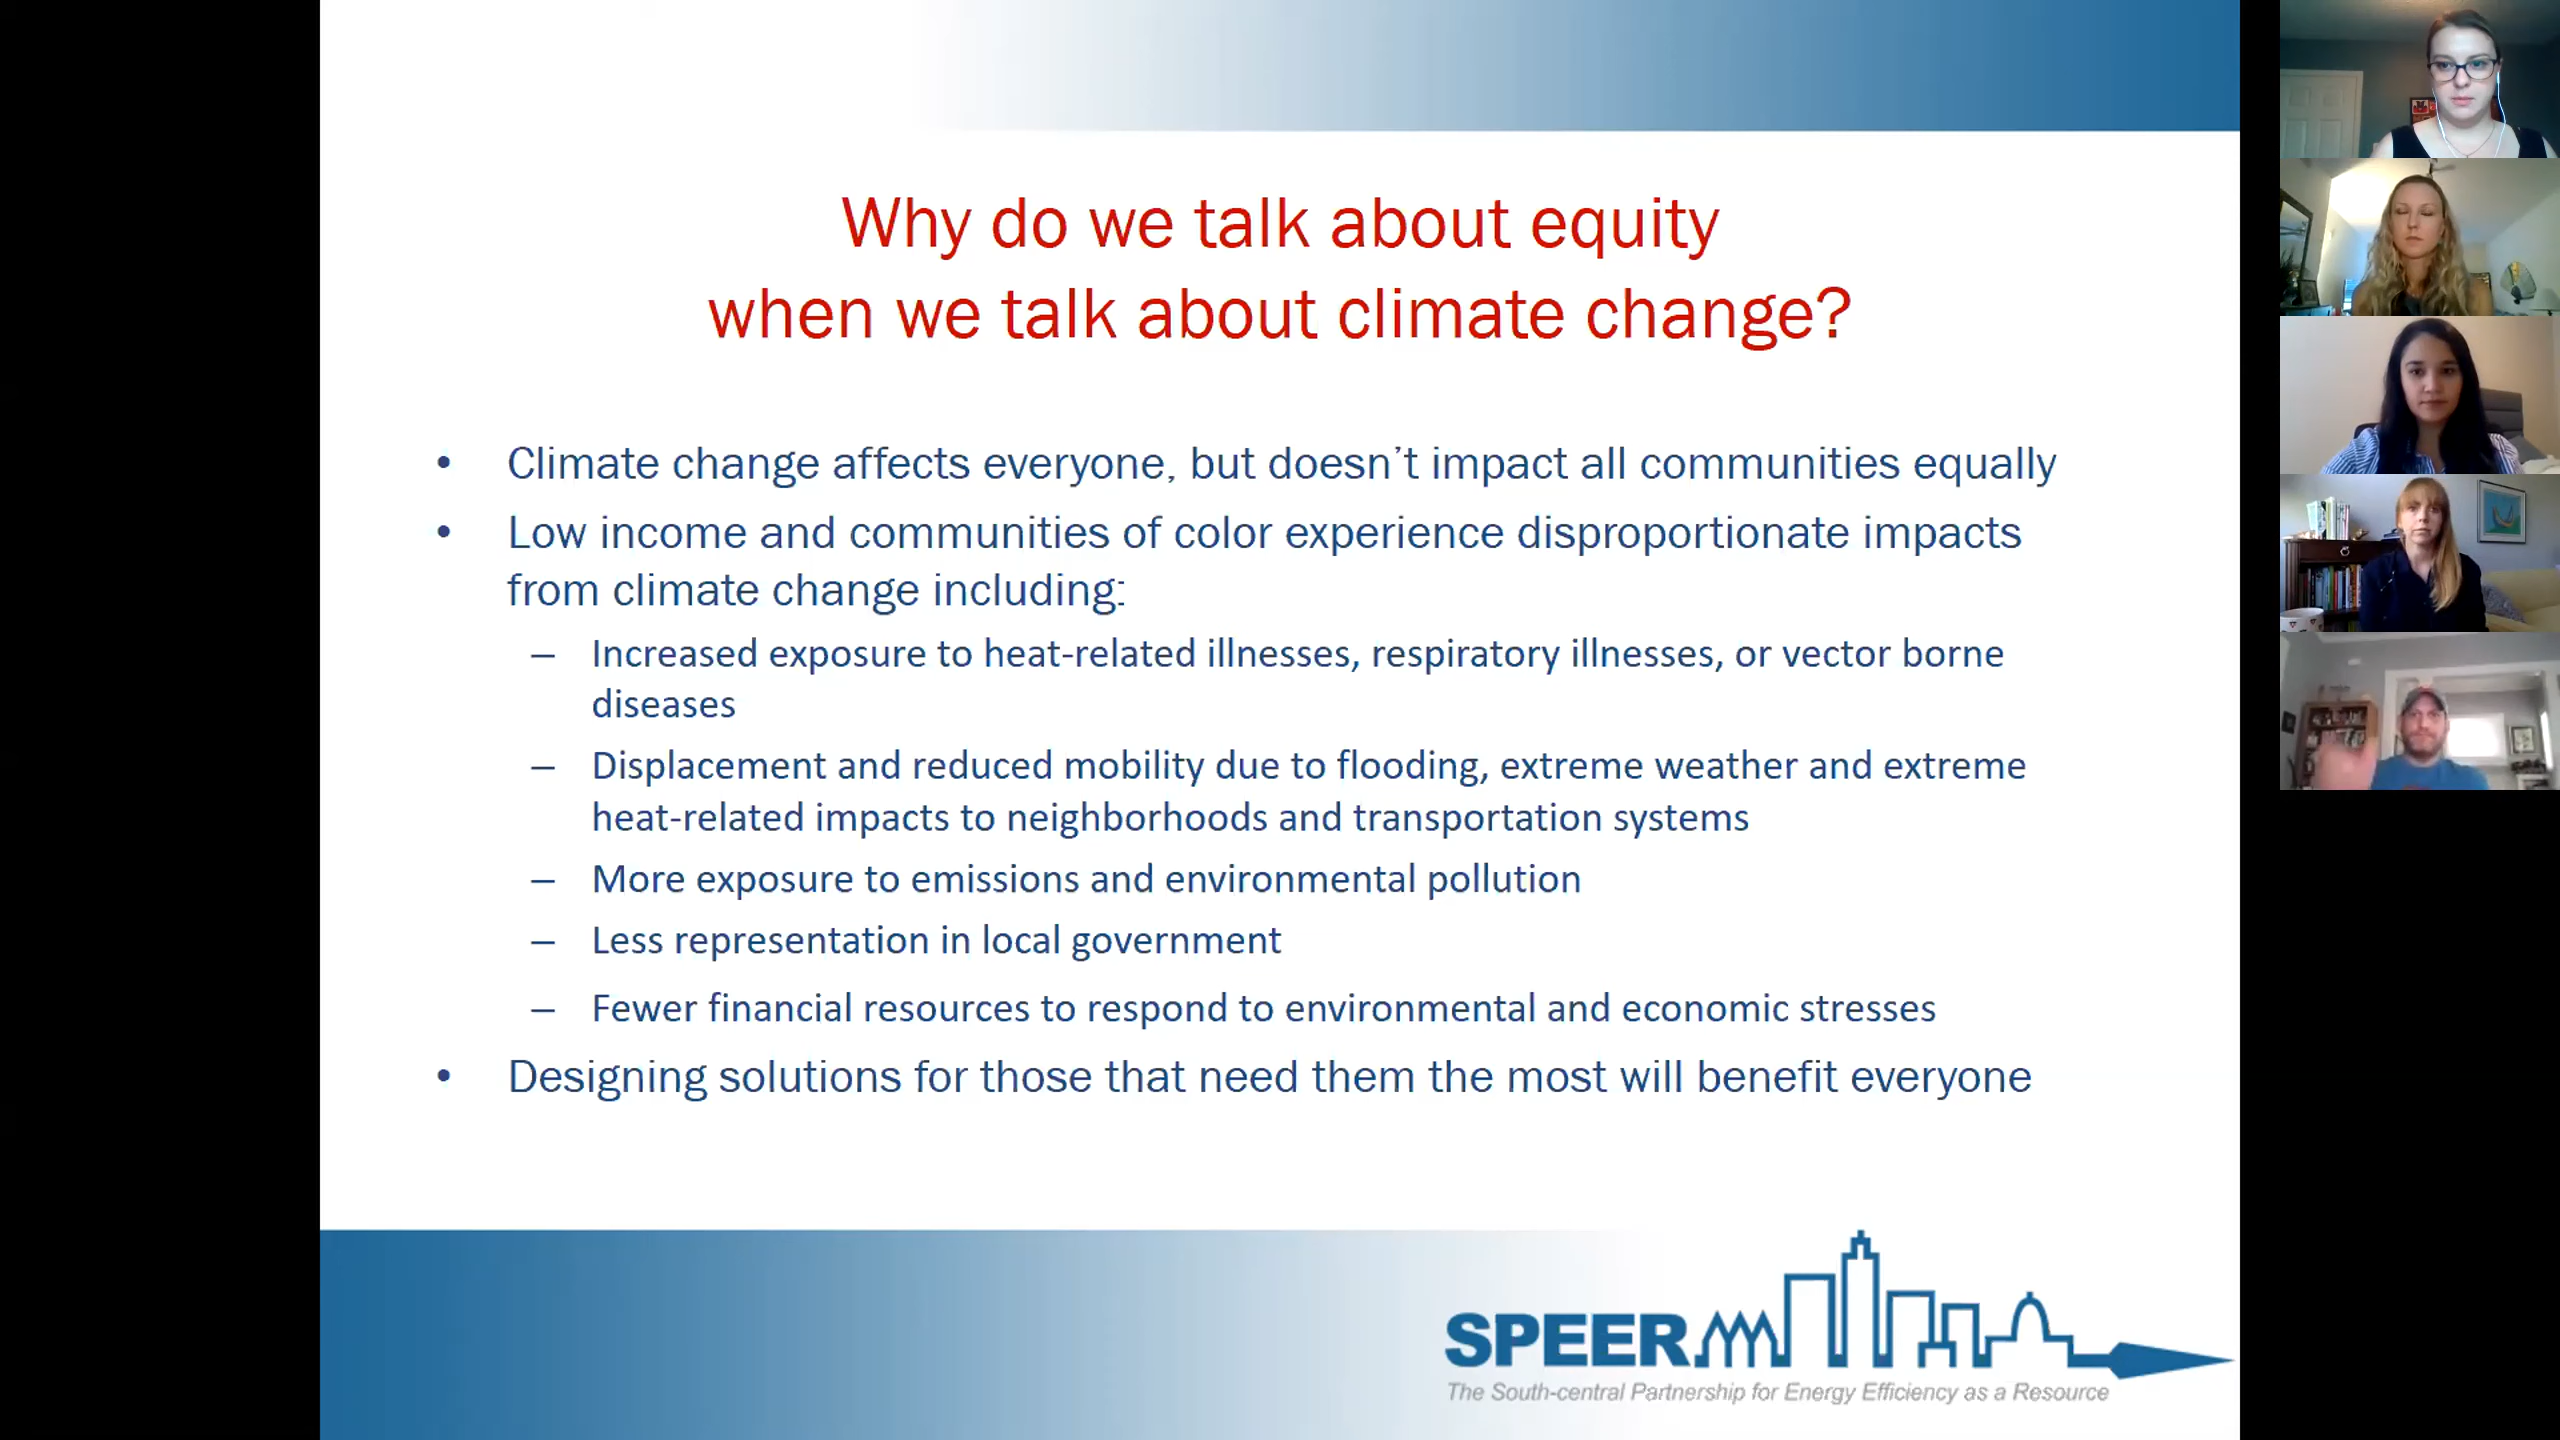 Why do we talk about equity
when we talk about climate change?
• Climate change affects everyone, but doesn't impact all communities equally
• Low income and communities of color experience disproportionate impacts
from climate change including:
– Increased exposure to heat-related illnesses, respiratory illnesses, or vector borne
diseases
– Displacement and reduced mobility due to flooding, extreme weather and extreme
heat-related impacts to neighborhoods and transportation systems
– More exposure to emissions and environmental pollution
– Less representation in local government
– Fewer financial resources to respond to environmental and economic stresses
• Designing solutions for those that need them the most will benefit everyone
SPEER
The South-central Partnership for Energy Efficiency as a Resource